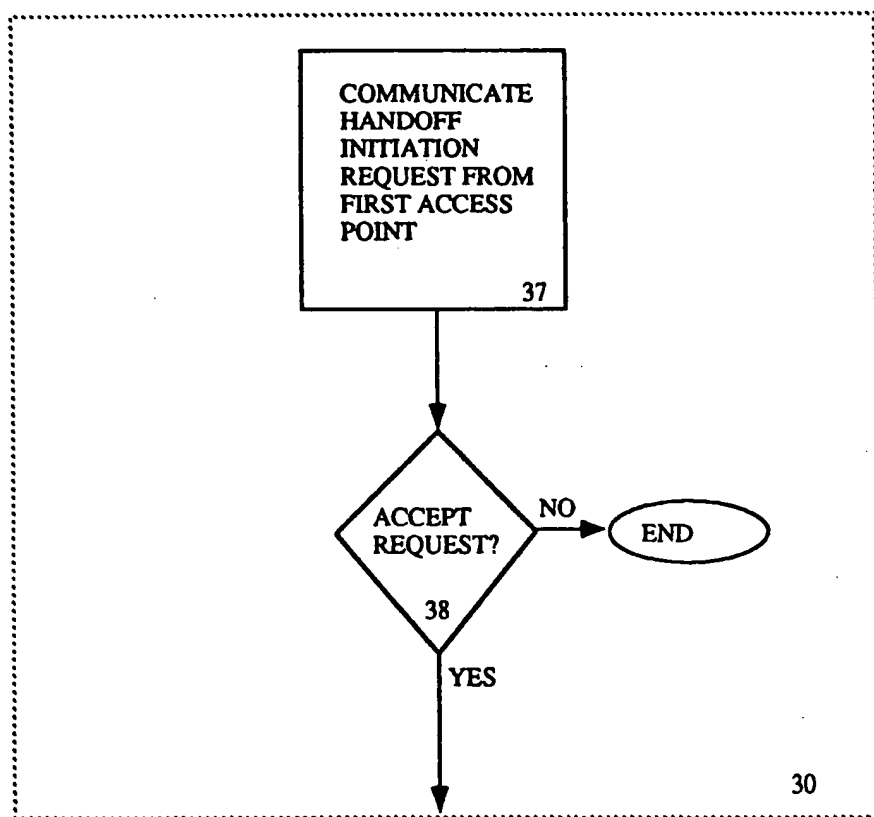 COMMUNICATE
HANDOFF
INITIATION
REQUEST FROM
FIRST ACCESS
POINT
37
ACCEPT
REQUEST?
38
NO
END
YES
30